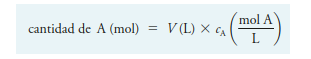 cantidad de A (mol) = V(L) × c_A (mol A / L)